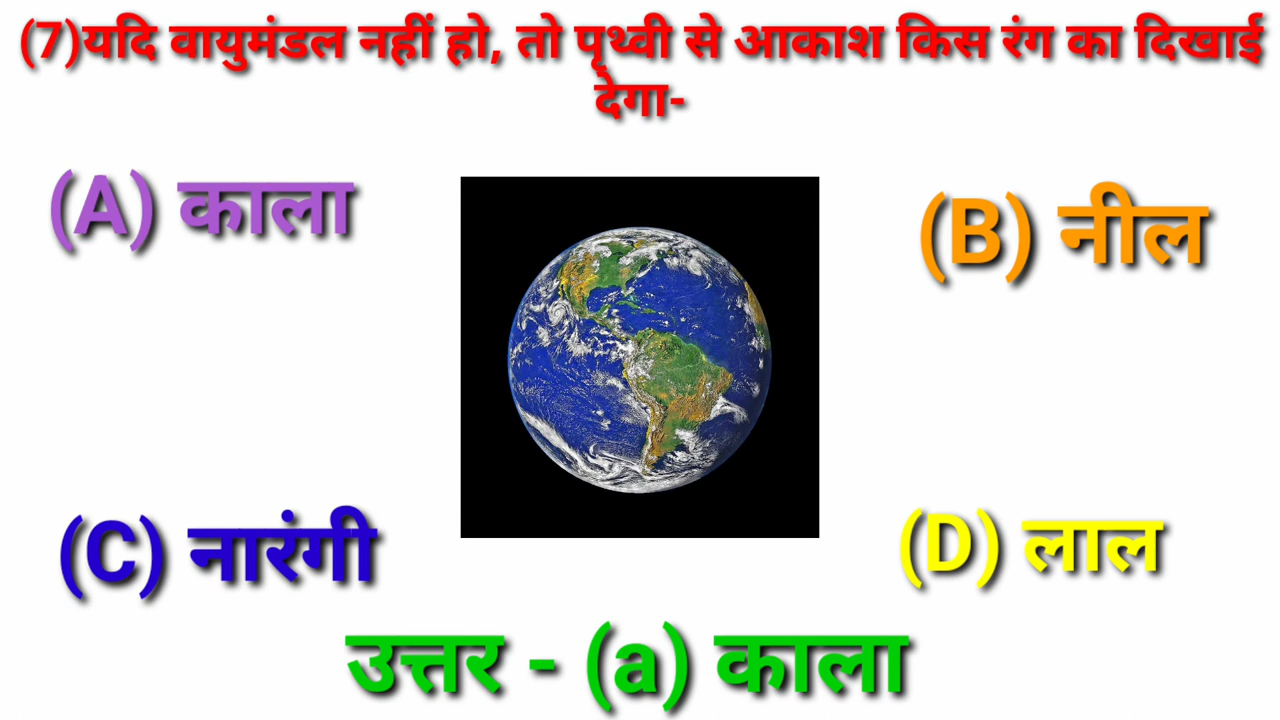 (7)यदि वायुमंडल नहीं हो, तो पृथ्वी से आकाश किस रंग का दिखाई
देगा-
(A) काला
(B) नील
(C) नारंगी
(D) लाल
उत्तर - (a) काला